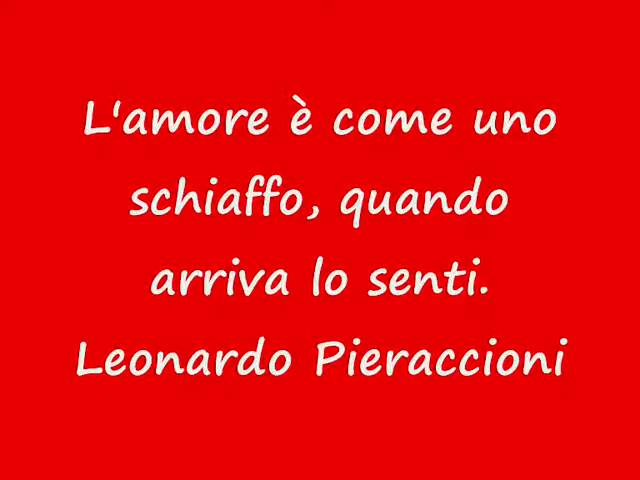 L'amore è come uno
schiaffo, quando
arriva lo senti.
Leonardo Pieraccioni